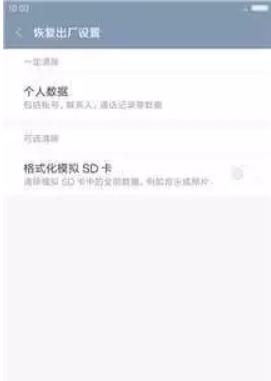 10:00
恢复出厂设置
一定清除
个人数据
包括帐号、联系人、通话记录等数据
可选清除
格式化模拟 SD 卡
清除模拟 SD 卡中的全部数据，例如音乐或照片